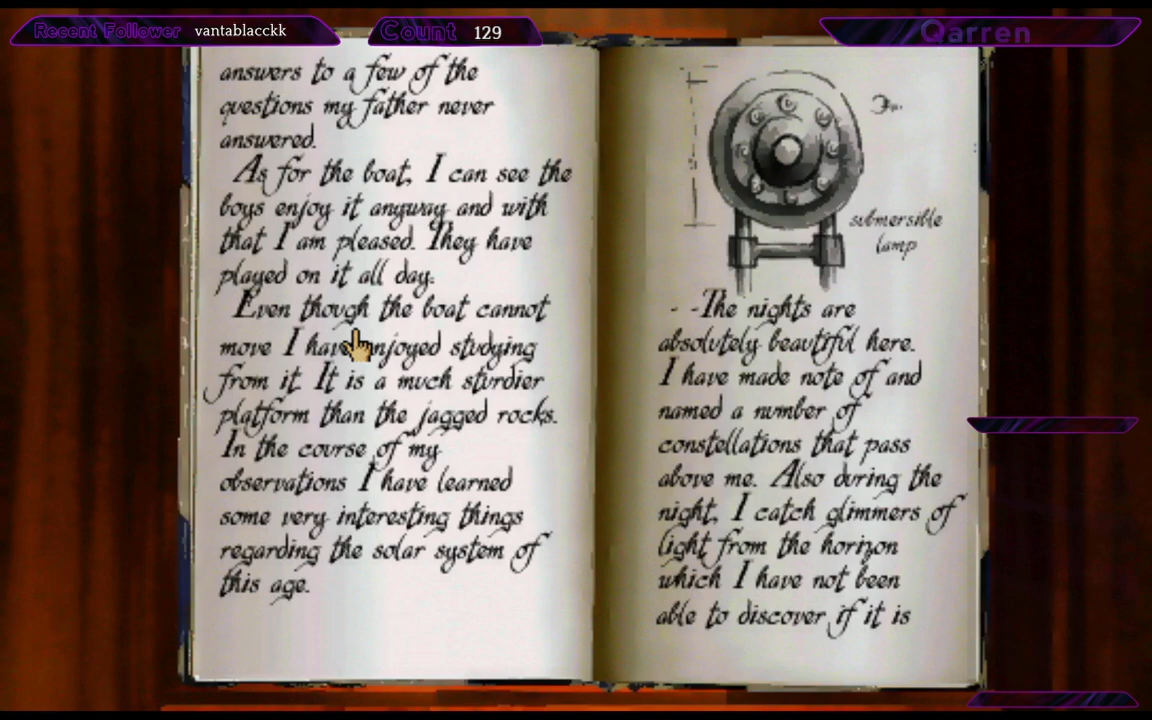 Recent Follower vantablacckk
Count 129
Qarren
answers to a few of the
questions my father never
answered.
As for the boat, I can see the
boys enjoy it anyway and with
that I am pleased. They have
played on it all day.
Even though the boat cannot
move I have enjoyed studying
from it. It is a much sturdier
platform than the jagged rocks.
In the course of my
observations I have learned
some very interesting things
regarding the solar system of
this age.
submersible
lamp
- -The nights are
absolutely beautiful here.
I have made note of and
named a number of
constellations that pass
above me. Also during the
night, I catch glimmers of
light from the horizon
which I have not been
able to discover if it is